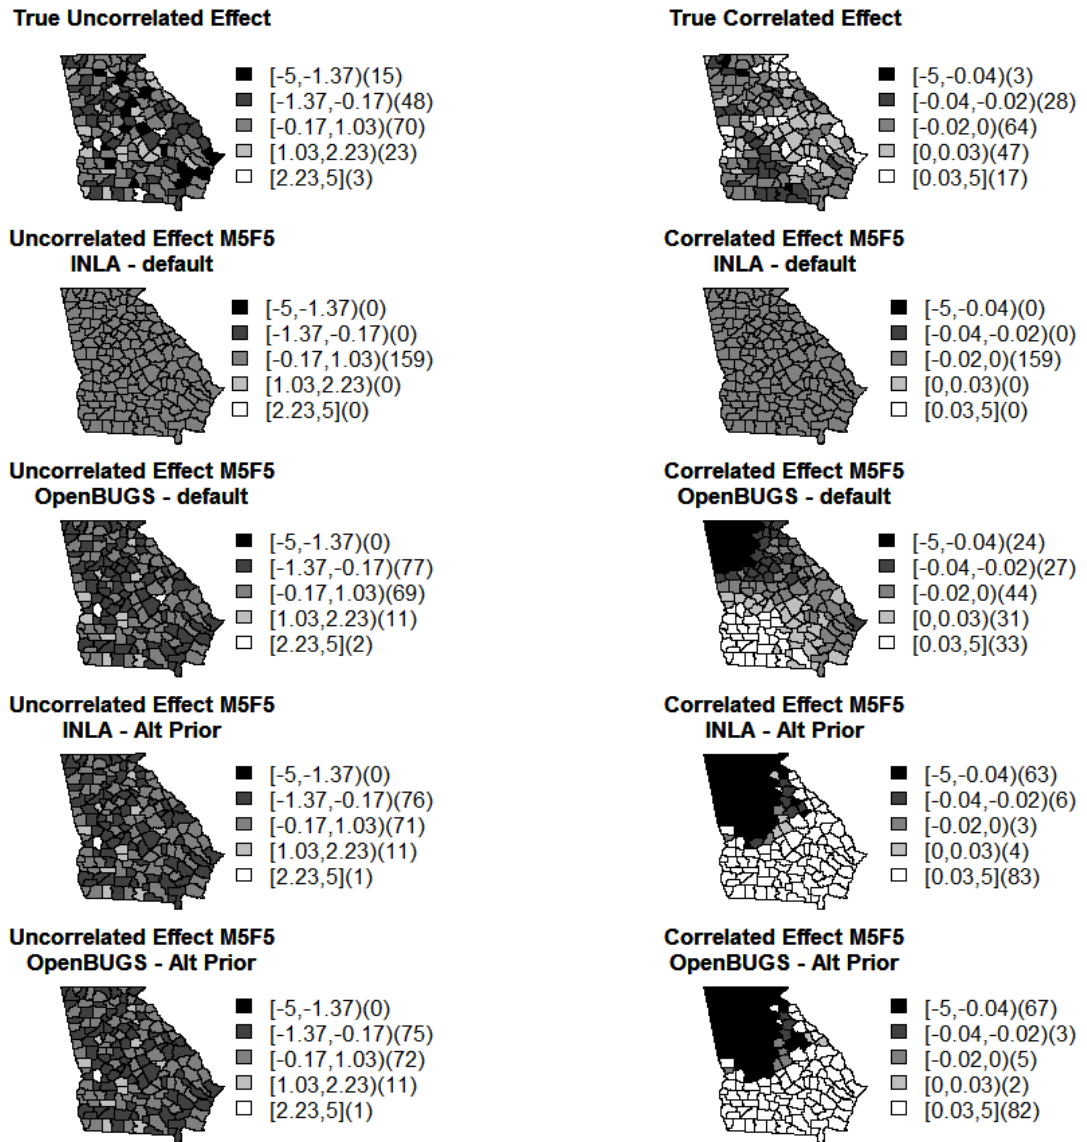 True Uncorrelated Effect
[-5,-1.37)(15)
[-1.37,-0.17)(48)
[-0.17,1.03)(70)
[1.03,2.23)(23)
[2.23,5](3)
True Correlated Effect
[-5,-0.04)(3)
[-0.04,-0.02)(28)
[-0.02,0)(64)
[0,0.03)(47)
[0.03,5](17)
Uncorrelated Effect M5F5
INLA - default
[-5,-1.37)(0)
[-1.37,-0.17)(0)
[-0.17,1.03)(159)
[1.03,2.23)(0)
[2.23,5](0)
Correlated Effect M5F5
INLA - default
[-5,-0.04)(0)
[-0.04,-0.02)(0)
[-0.02,0)(159)
[0,0.03)(0)
[0.03,5](0)
Uncorrelated Effect M5F5
OpenBUGS - default
[-5,-1.37)(0)
[-1.37,-0.17)(77)
[-0.17,1.03)(69)
[1.03,2.23)(11)
[2.23,5](2)
Correlated Effect M5F5
OpenBUGS - default
[-5,-0.04)(24)
[-0.04,-0.02)(27)
[-0.02,0)(44)
[0,0.03)(31)
[0.03,5](33)
Uncorrelated Effect M5F5
INLA - Alt Prior
[-5,-1.37)(0)
[-1.37,-0.17)(76)
[-0.17,1.03)(71)
[1.03,2.23)(11)
[2.23,5](1)
Correlated Effect M5F5
INLA - Alt Prior
[-5,-0.04)(63)
[-0.04,-0.02)(6)
[-0.02,0)(3)
[0,0.03)(4)
[0.03,5](83)
Uncorrelated Effect M5F5
OpenBUGS - Alt Prior
[-5,-1.37)(0)
[-1.37,-0.17)(75)
[-0.17,1.03)(72)
[1.03,2.23)(11)
[2.23,5](1)
Correlated Effect M5F5
OpenBUGS - Alt Prior
[-5,-0.04)(67)
[-0.04,-0.02)(3)
[-0.02,0)(5)
[0,0.03)(2)
[0.03,5](82)